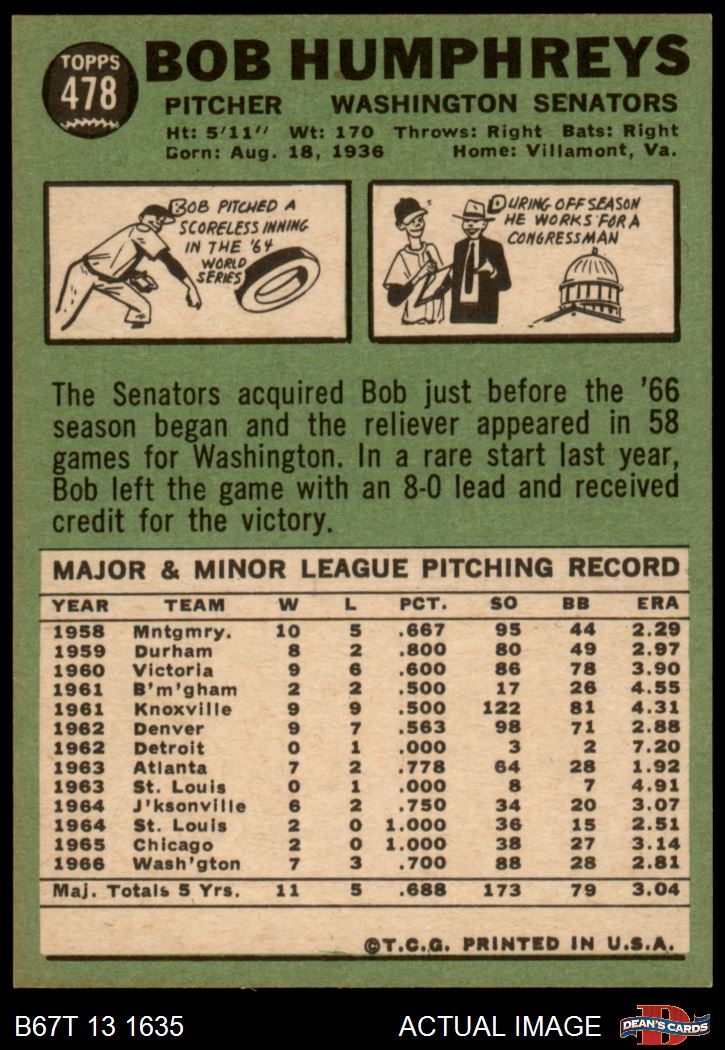 TOPPS
478
BOB HUMPHREYS
PITCHER WASHINGTON SENATORS
Ht: 5'11" Wt: 170 Throws: Right Bats: Right
Born: Aug. 18, 1936 Home: Villamont, Va.
BOB PITCHED A
SCORELESS INNING
IN THE '64
WORLD
SERIES
DURING OFF SEASON
HE WORKS FOR A
CONGRESSMAN
The Senators acquired Bob just before the '66
season began and the reliever appeared in 58
games for Washington. In a rare start last year,
Bob left the game with an 8-0 lead and received
credit for the victory.
MAJOR & MINOR LEAGUE PITCHING RECORD
YEAR TEAM W L PCT. SO BB ERA
1958 Mntgmry. 10 5 .667 95 44 2.29
1959 Durham 8 2 .800 80 49 2.97
1960 Victoria 9 6 .600 86 78 3.90
1961 B'm'gham 2 2 .500 17 26 4.55
1961 Knoxville 9 9 .500 122 81 4.31
1962 Denver 9 7 .563 98 71 2.88
1962 Detroit 0 1 .000 3 2 7.20
1963 Atlanta 7 2 .778 64 28 1.92
1963 St. Louis 0 1 .000 8 7 4.91
1964 J'ksonville 6 2 .750 34 20 3.07
1964 St. Louis 2 0 1.000 36 15 2.51
1965 Chicago 2 0 1.000 38 27 3.14
1966 Wash'gton 7 3 .700 88 28 2.81
Maj. Totals 5 Yrs. 11 5 .688 173 79 3.04
©T.C.G. PRINTED IN U.S.A.
B67T 13 1635 ACTUAL IMAGE
D
DEAN'S CARDS